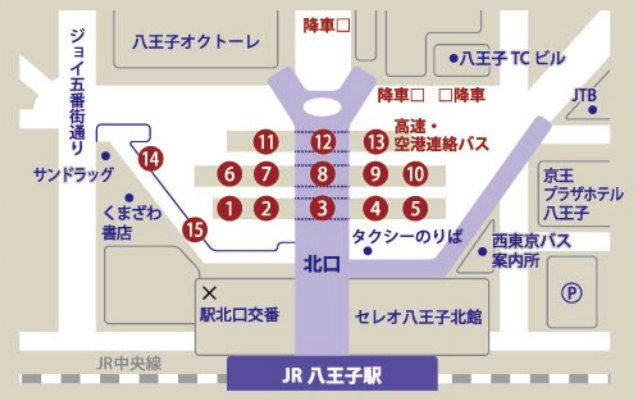 ジョイ五番街通り
八王子オクトーレ
降車□
八王子TCビル
降車□ □降車
JTB
高速・
空港連絡バス
11
12
13
14
サンドラッグ
6
7
8
9
10
京王
プラザホテル
八王子
くまざわ
書店
15
1
2
3
4
5
タクシーのりば
西東京バス
案内所
北口
P
駅北口交番
セレオ八王子北館
JR中央線
JR 八王子駅